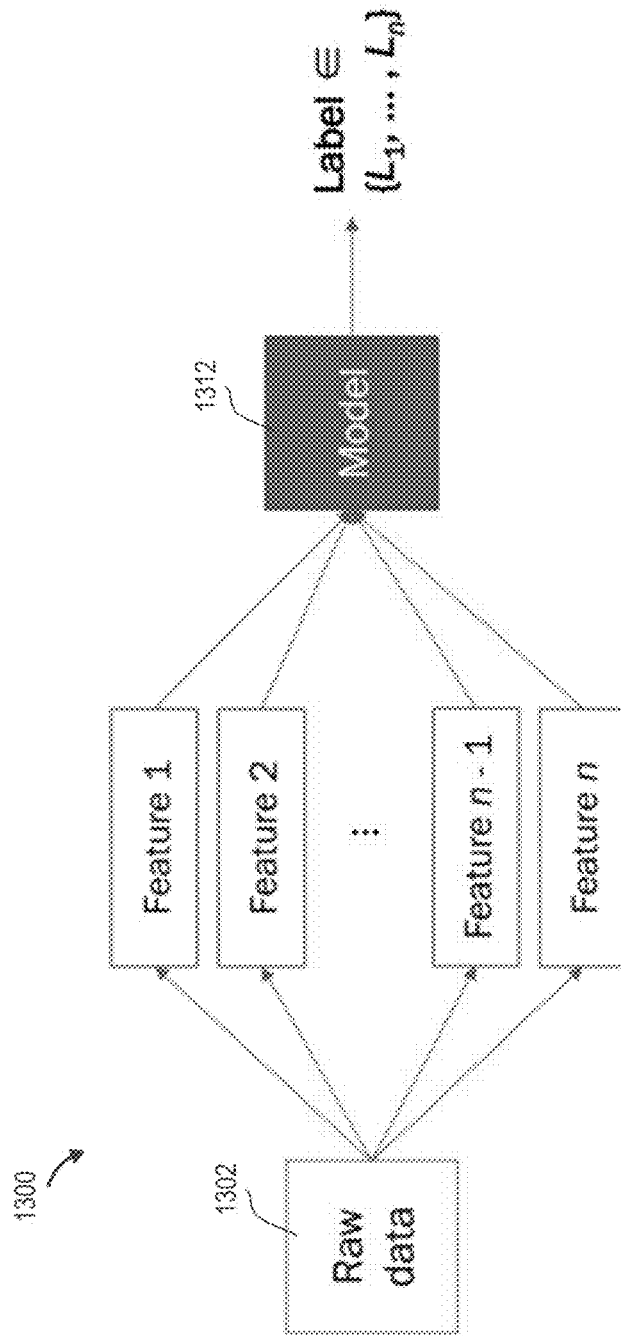 1300
1302
Raw
data
Feature 1
Feature 2
...
Feature n - 1
Feature n
1312
Model
Label ∈
{L₁, ... , Lₙ}